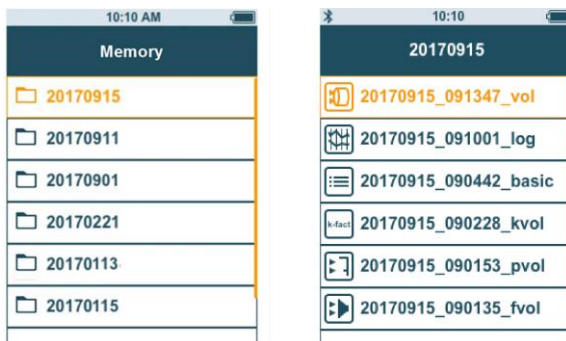 10:10 AM
Memory
20170915
20170911
20170901
20170221
20170113
20170115
10:10
20170915
20170915_091347_vol
20170915_091001_log
20170915_090442_basic
k-fact 20170915_090228_kvol
20170915_090153_pvol
20170915_090135_fvol